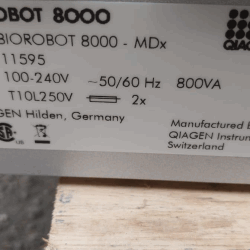 OBOT 8000
BIOROBOT 8000 - MDx
11595
100-240V ~50/60 Hz 800VA
T10L250V 2x
GEN Hilden, Germany
Manufactured B
QIAGEN Instrum
Switzerland
QIAG